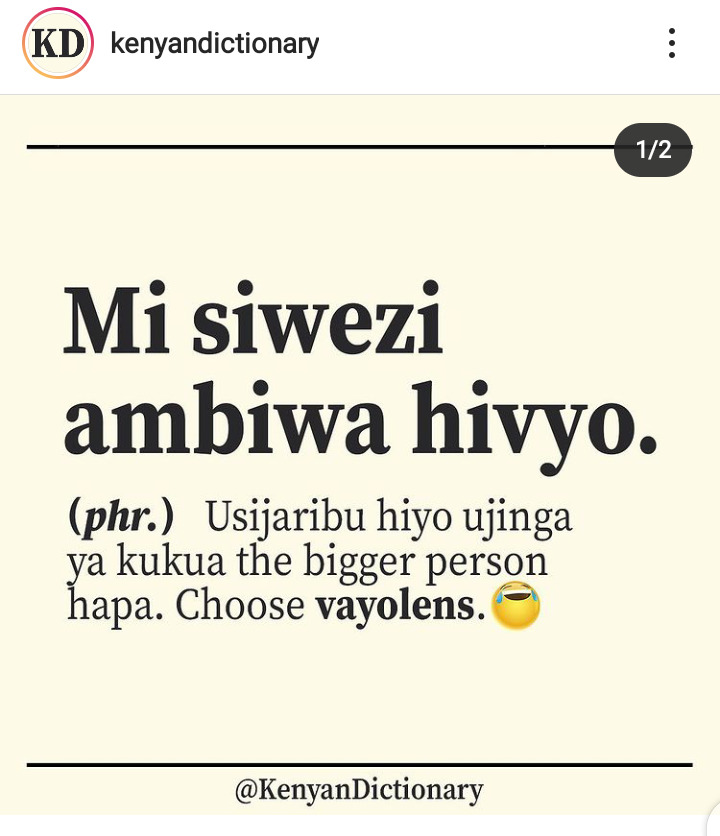 KD kenyandictionary
1/2
Mi siwezi
ambiwa hivyo.
(phr.) Usijaribu hiyo ujinga
ya kukua the bigger person
hapa. Choose vayolens.😂
@KenyanDictionary